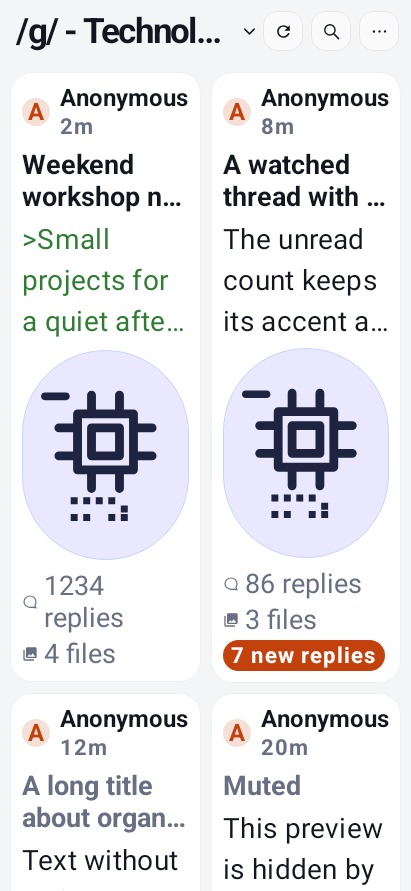 /g/ - Technol...
A Anonymous
2m
Weekend
workshop n...
>Small
projects for
a quiet afte...
1234
replies
4 files
A Anonymous
8m
A watched
thread with ...
The unread
count keeps
its accent a...
86 replies
3 files
7 new replies
A Anonymous
12m
A long title
about organ...
Text without
A Anonymous
20m
Muted
This preview
is hidden by